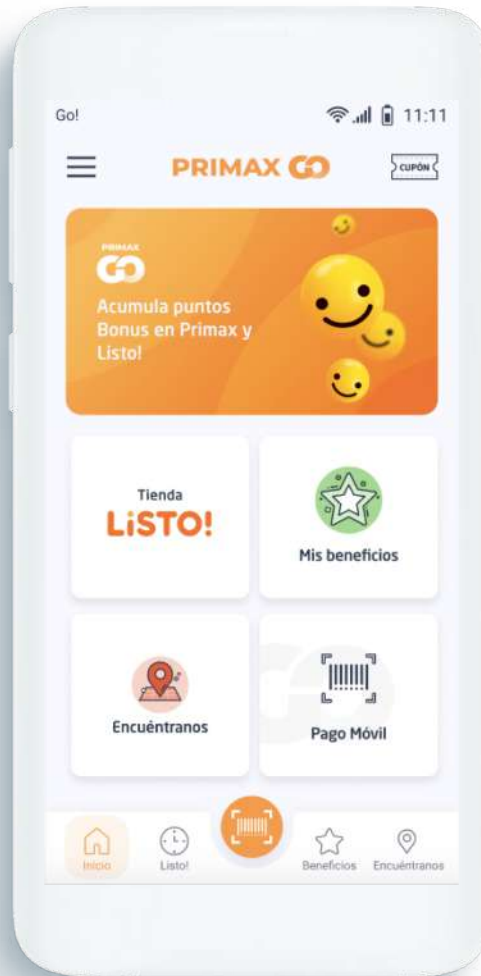 Go!
11:11
PRIMAX GO
CUPÓN
PRIMAX
GO
Acumula puntos
Bonus en Primax y
Listo!
Tienda
LiSTO!
Mis beneficios
Encuéntranos
GO
Pago Móvil
Inicio
Listo!
Beneficios
Encuéntranos